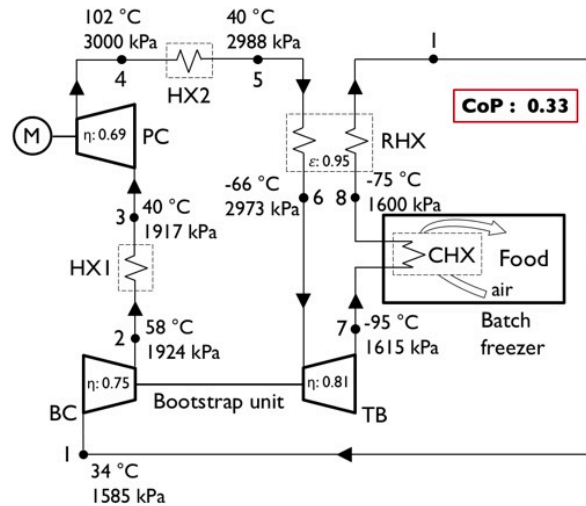 102 °C
3000 kPa
4
HX2
40 °C
2988 kPa
5
1
CoP : 0.33
M
η: 0.69
PC
RHX
ε: 0.95
-66 °C
2973 kPa
6
8
-75 °C
1600 kPa
3
40 °C
1917 kPa
HX1
CHX
Food
air
2
58 °C
1924 kPa
7
-95 °C
1615 kPa
Batch
freezer
η: 0.75
BC
Bootstrap unit
η: 0.81
TB
1
34 °C
1585 kPa